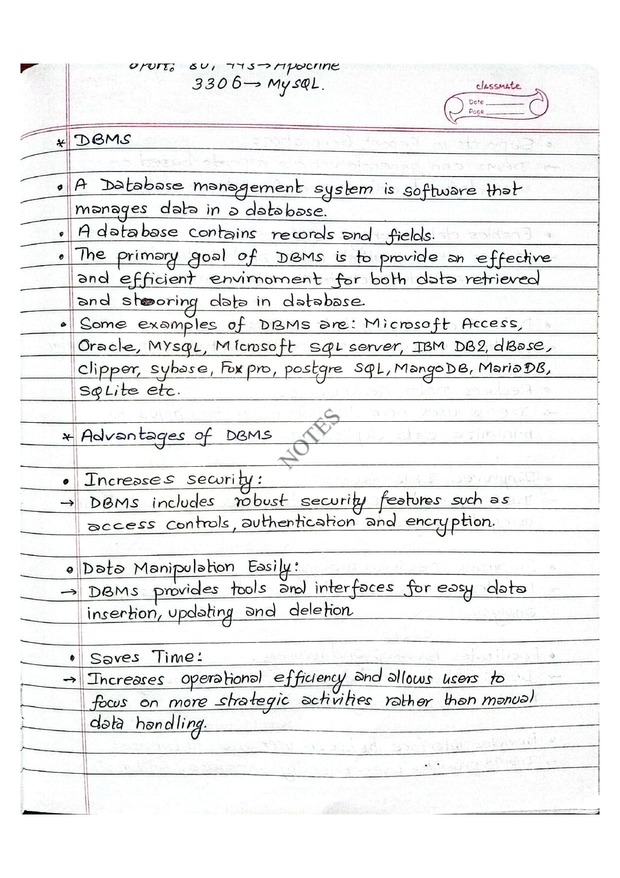 port: 80, 443 → Apache
3306 → MySQL.
classmate
Date
Page
* DBMS
• A Database management system is software that
manages data in a database.
• A database contains records and fields.
• The primary goal of DBMS is to provide an effective
and efficient envirnoment for both data retrieved
and stooring data in database.
• Some examples of DBMS are: Microsoft Access,
Oracle, MYSQL, Microsoft SQL server, IBM DB2, dBase,
clipper, sybase, Foxpro, postgre SQL, MangoDB, MariaDB,
SQLite etc.
NOTES
* Advantages of DBMS
• Increases security:
→ DBMS includes robust security features such as
access controls, authentication and encryption.
• Data Manipulation Easily:
→ DBMS provides tools and interfaces for easy data
insertion, updating and deletion
• Saves Time:
→ Increases operational efficiency and allows users to
focus on more strategic activities rather than manual
data handling.